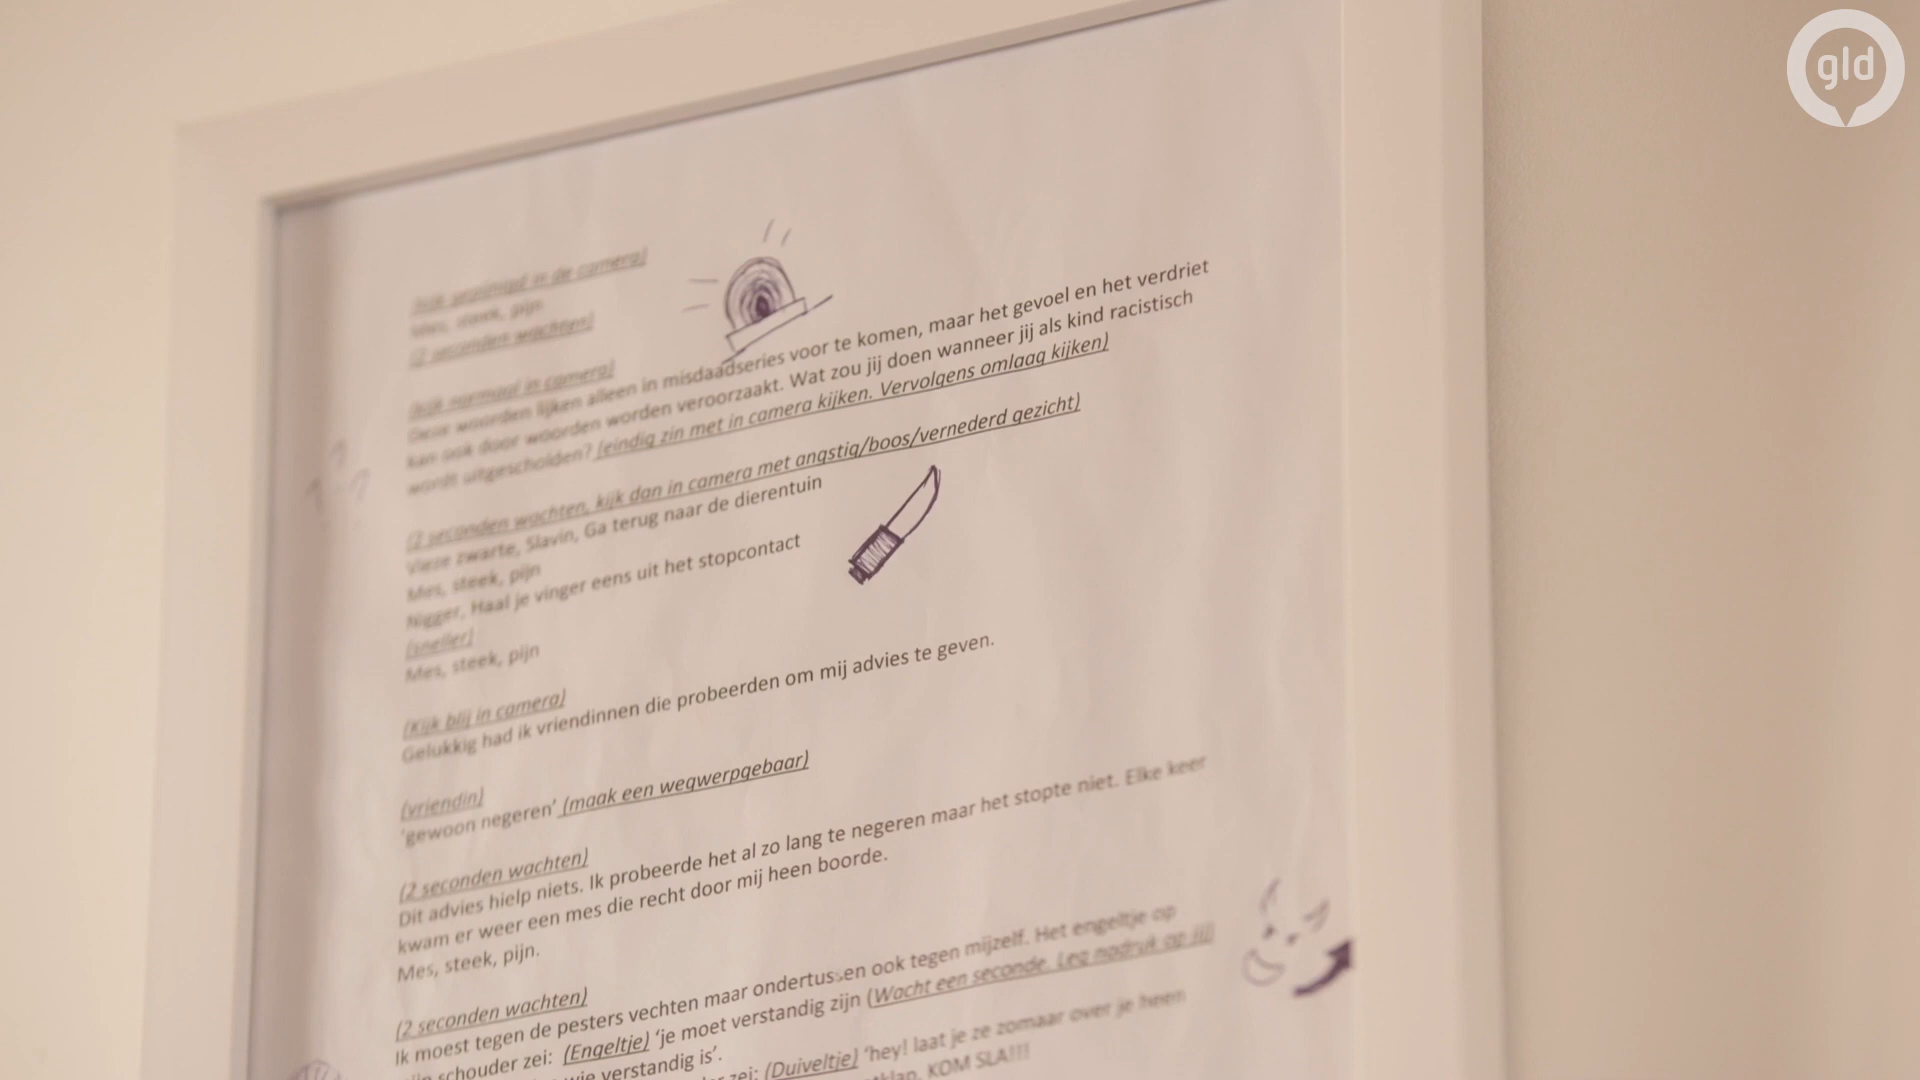 gld
(kijk gepijnigd in de camera)
Mes, steek, pijn
(2 seconden wachten)
(kijk normaal in camera)
Deze woorden lijken alleen in misdaadseries voor te komen, maar het gevoel en het verdriet
kan ook door woorden worden veroorzaakt. Wat zou jij doen wanneer jij als kind racistisch
wordt uitgescholden? (eindig zin met in camera kijken. Vervolgens omlaag kijken)
(2 seconden wachten, kijk dan in camera met angstig/boos/vernederd gezicht)
Vieze zwarte, Slavin, Ga terug naar de dierentuin
Mes, steek, pijn
Nigger, Haal je vinger eens uit het stopcontact
(sneller)
Mes, steek, pijn
(Kijk blij in camera)
Gelukkig had ik vriendinnen die probeerden om mij advies te geven.
(vriendin)
'gewoon negeren' (maak een wegwerpgebaar)
(2 seconden wachten)
Dit advies hielp niets. Ik probeerde het al zo lang te negeren maar het stopte niet. Elke keer
kwam er weer een mes die recht door mij heen boorde.
Mes, steek, pijn.
(2 seconden wachten)
Ik moest tegen de pesters vechten maar ondertussen ook tegen mijzelf. Het engeltje op
schouder zei: (Engeltje) 'je moet verstandig zijn (Wacht een seconde. Leg nadruk op jij)
verstandig is'.
zei: (Duiveltje) 'hey! laat je ze zomaar over je heen
KOM SLA!!!